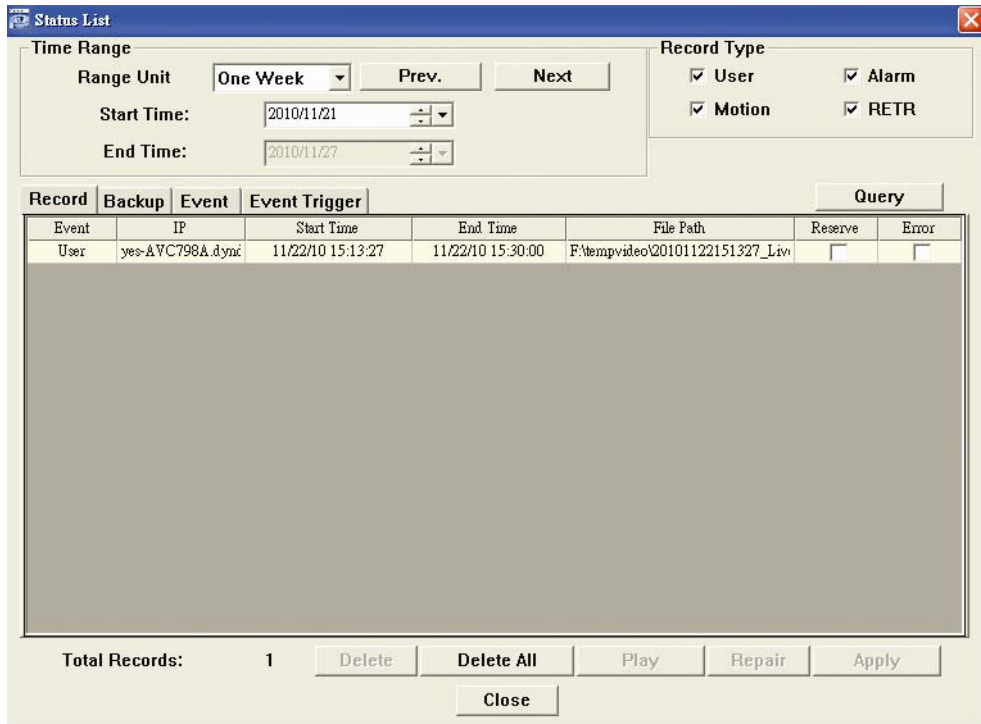 Status List
Time Range
Record Type
Range Unit One Week Prev. Next
User Alarm
Start Time: 2010/11/21
Motion RETR
End Time: 2010/11/27
Record Backup Event Event Trigger Query
Event IP Start Time End Time File Path Reserve Error
User yes-AVC798A.dyn 11/22/10 15:13:27 11/22/10 15:30:00 F:\tempvideo\20101122151327_Liv
Total Records: 1 Delete Delete All Play Repair Apply
Close